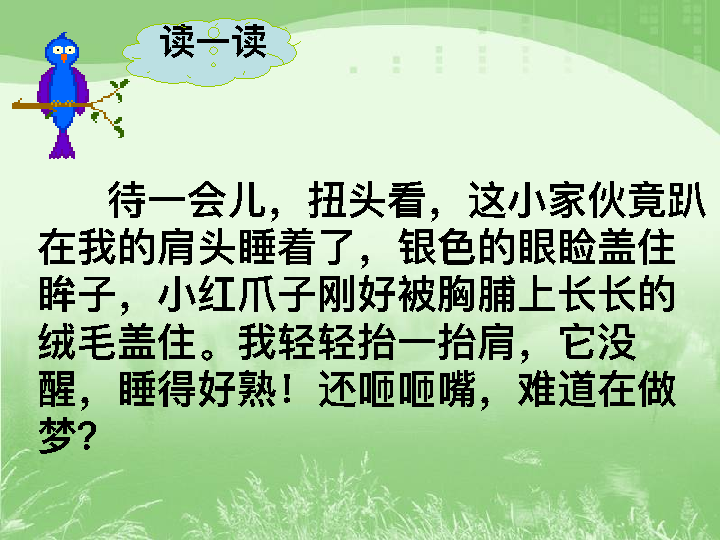 读一读
待一会儿，扭头看，这小家伙竟趴
在我的肩头睡着了，银色的眼睑盖住
眸子，小红爪子刚好被胸脯上长长的
绒毛盖住。我轻轻抬一抬肩，它没
醒，睡得好熟！还咂咂嘴，难道在做
梦？